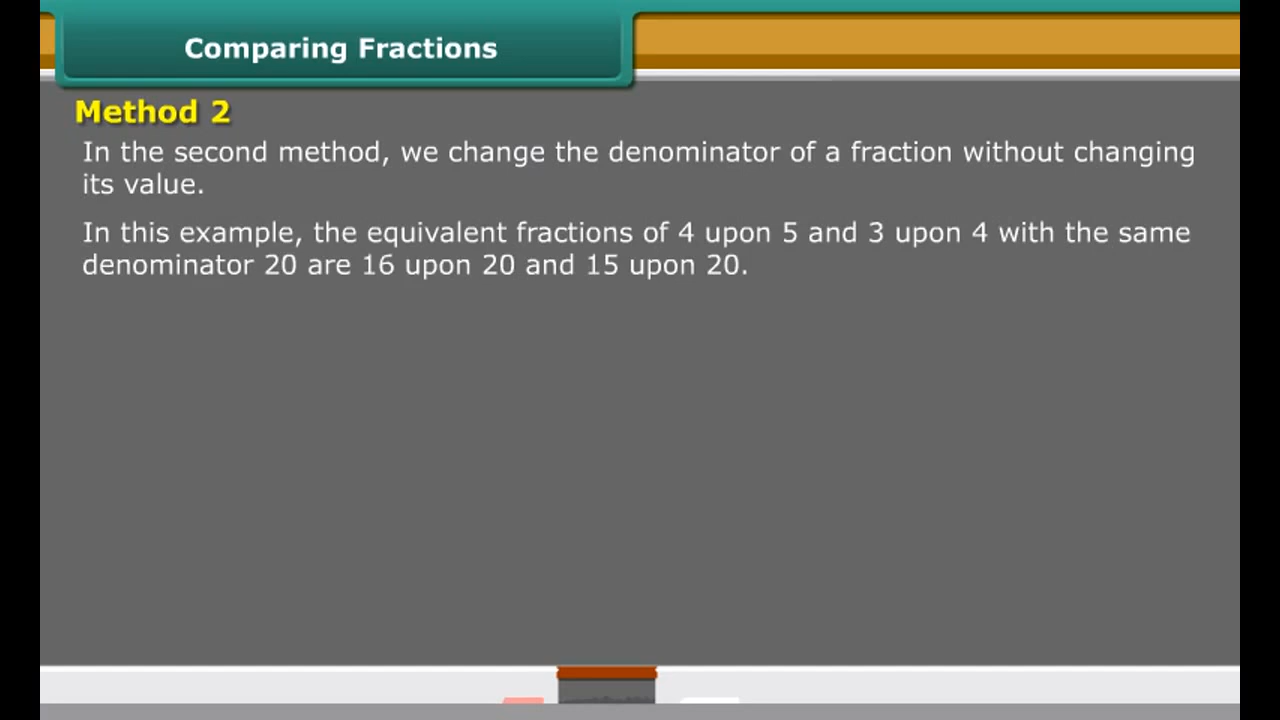 Comparing Fractions
Method 2
In the second method, we change the denominator of a fraction without changing
its value.
In this example, the equivalent fractions of 4 upon 5 and 3 upon 4 with the same
denominator 20 are 16 upon 20 and 15 upon 20.